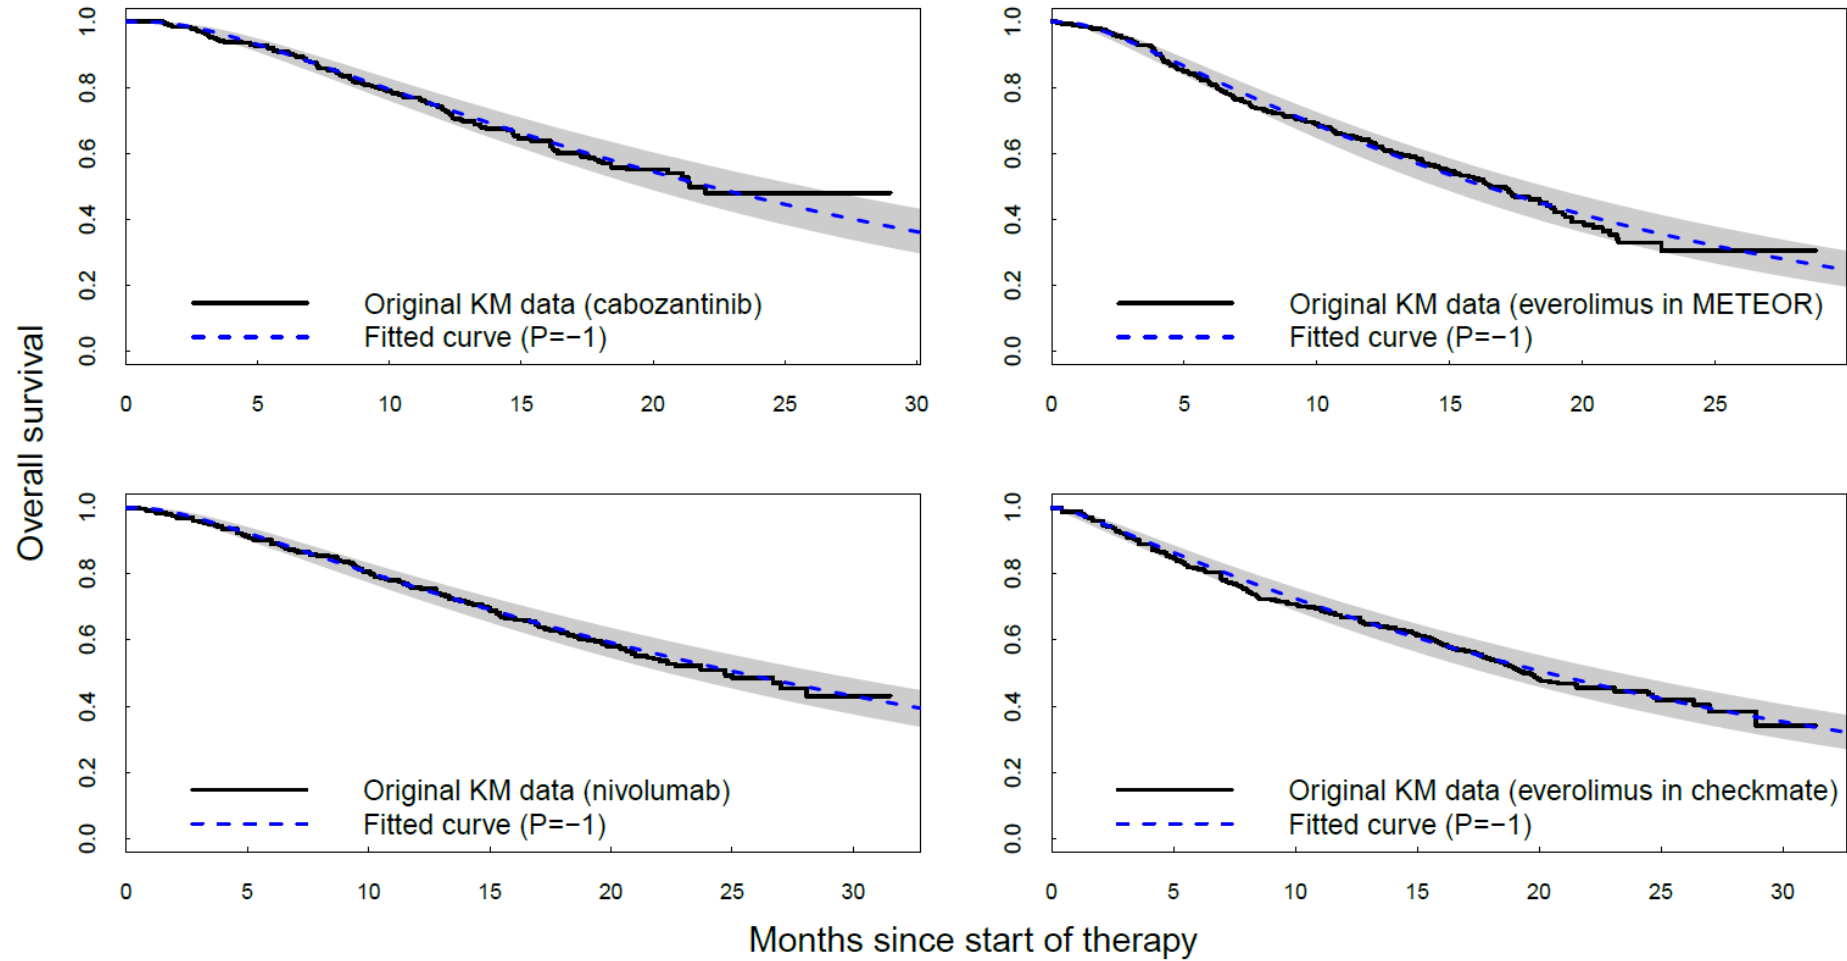 Overall survival
1.0
0.8
0.6
0.4
0.2
0.0
Original KM data (cabozantinib)
Fitted curve (P=−1)
0 5 10 15 20 25 30
1.0
0.8
0.6
0.4
0.2
0.0
Original KM data (everolimus in METEOR)
Fitted curve (P=−1)
0 5 10 15 20 25
1.0
0.8
0.6
0.4
0.2
0.0
Original KM data (nivolumab)
Fitted curve (P=−1)
0 5 10 15 20 25 30
1.0
0.8
0.6
0.4
0.2
0.0
Original KM data (everolimus in checkmate)
Fitted curve (P=−1)
0 5 10 15 20 25 30
Months since start of therapy